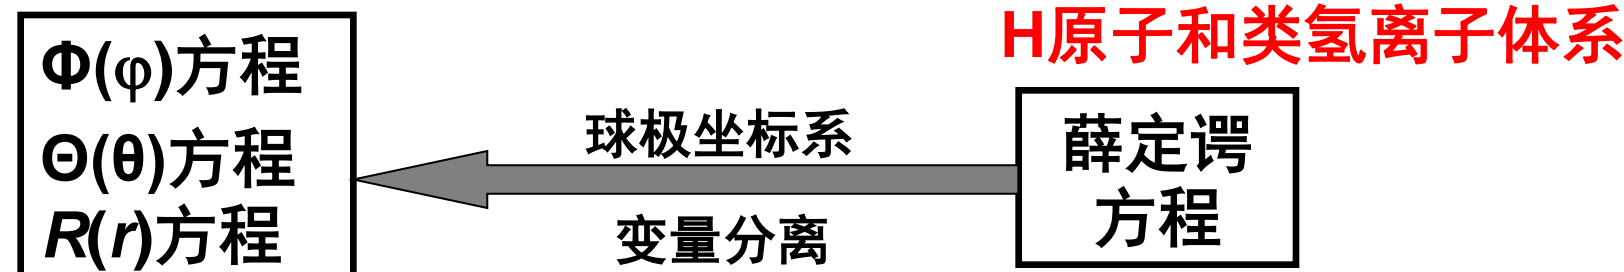 H原子和类氢离子体系
Φ(φ)方程
Θ(θ)方程
R(r)方程
球极坐标系
变量分离
薛定谔
方程